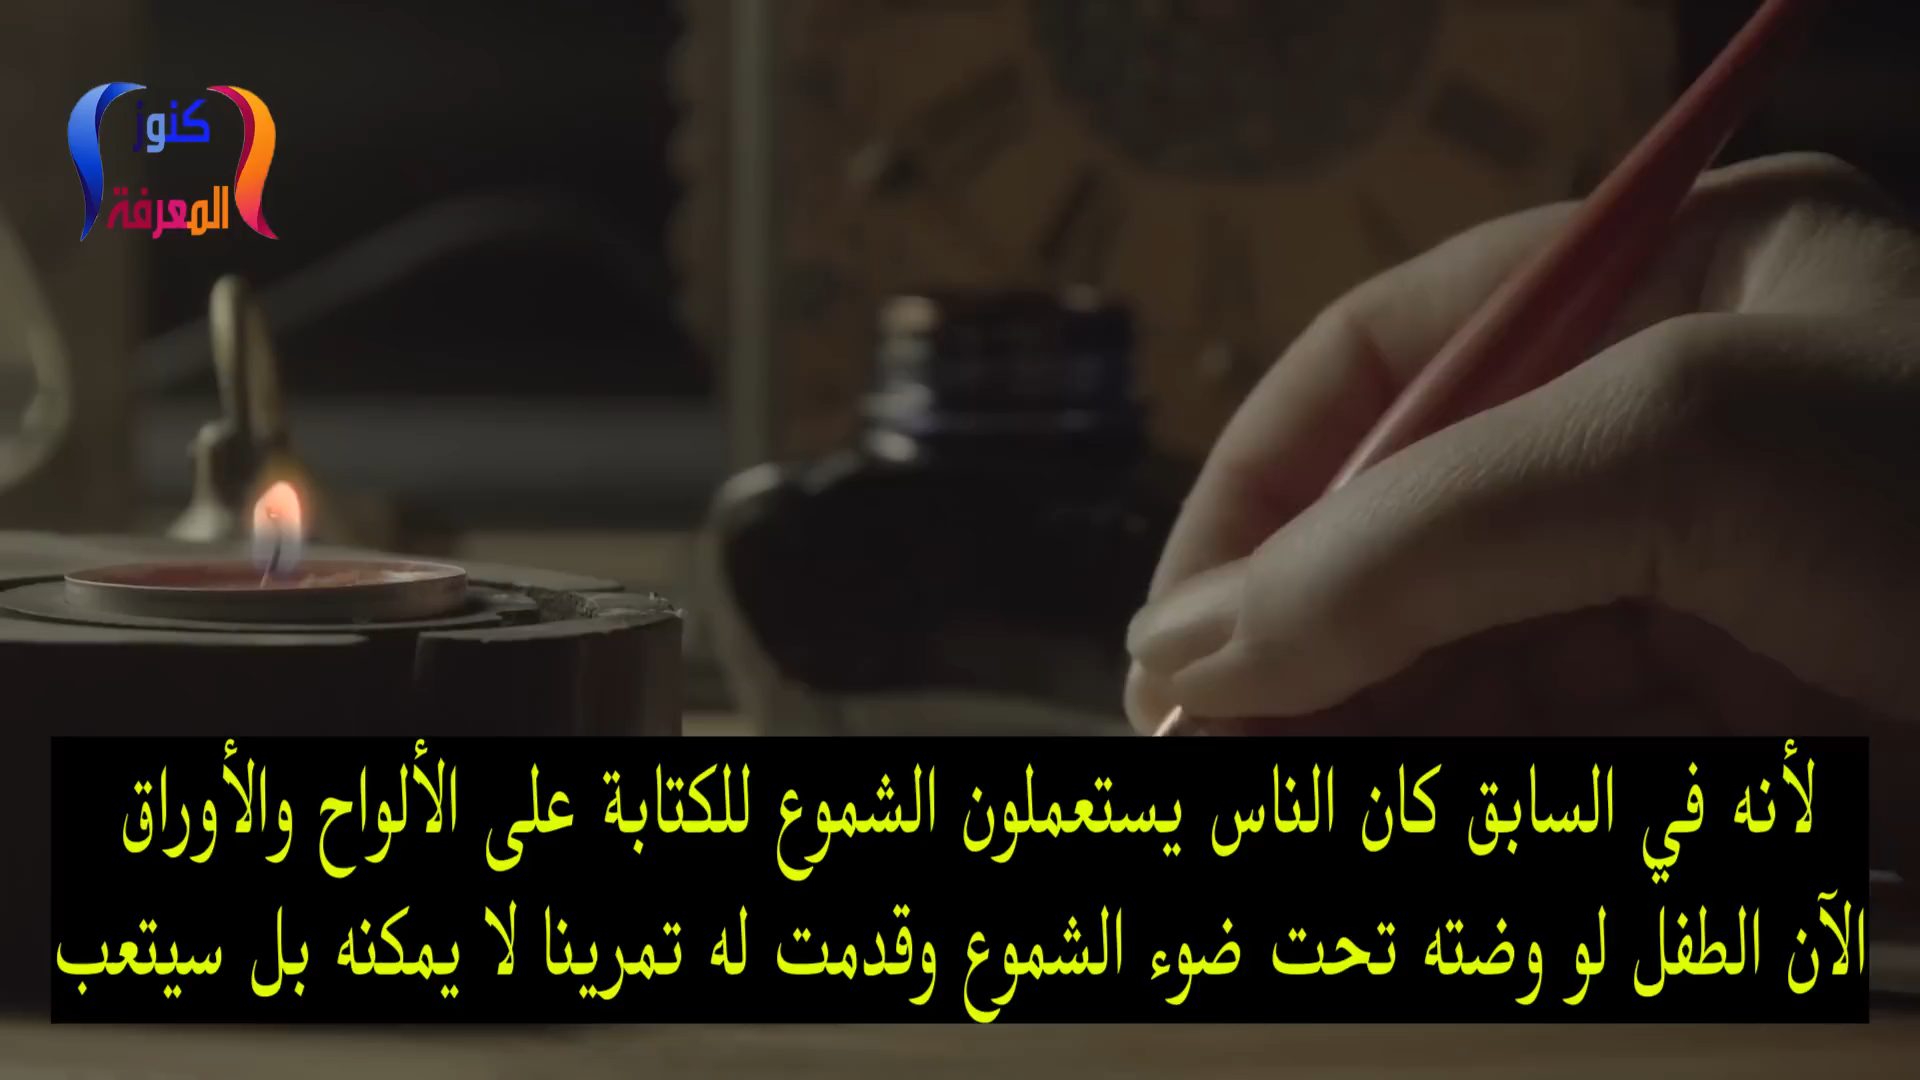 كنوز
المعرفة
لأنه في السابق كان الناس يستعملون الشموع للكتابة على الألواح والأوراق
الآن الطفل لو وضته تحت ضوء الشموع وقدمت له تمرينا لا يمكنه بل سيتعب